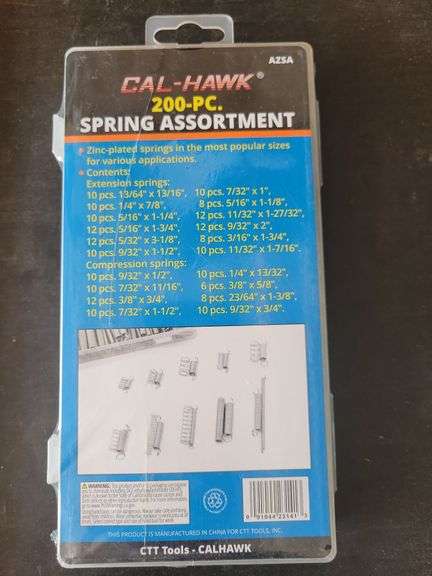 AZSA
CAL-HAWK®
200-PC.
SPRING ASSORTMENT
• Zinc-plated springs in the most popular sizes
for various applications.
• Contents:
Extension springs:
10 pcs. 13/64" x 13/16", 10 pcs. 7/32" x 1",
10 pcs. 1/4" x 7/8", 8 pcs. 5/16" x 1-1/8",
10 pcs. 5/16" x 1-1/4", 12 pcs. 11/32" x 1-27/32",
12 pcs. 5/16" x 1-3/4", 12 pcs. 9/32" x 2",
12 pcs. 5/32" x 3-1/8", 8 pcs. 3/16" x 1-3/4",
10 pcs. 9/32" x 1-1/2", 10 pcs. 11/32" x 1-7/16".
Compression springs:
10 pcs. 9/32" x 1/2", 10 pcs. 1/4" x 13/32",
10 pcs. 7/32" x 11/16", 6 pcs. 3/8" x 5/8",
12 pcs. 3/8" x 3/4", 8 pcs. 23/64" x 1-3/8",
10 pcs. 7/32" x 1-1/2", 10 pcs. 9/32" x 3/4".
WARNING:
THIS PRODUCT IS MANUFACTURED IN CHINA FOR CTT TOOLS, INC.
CTT Tools - CALHAWK